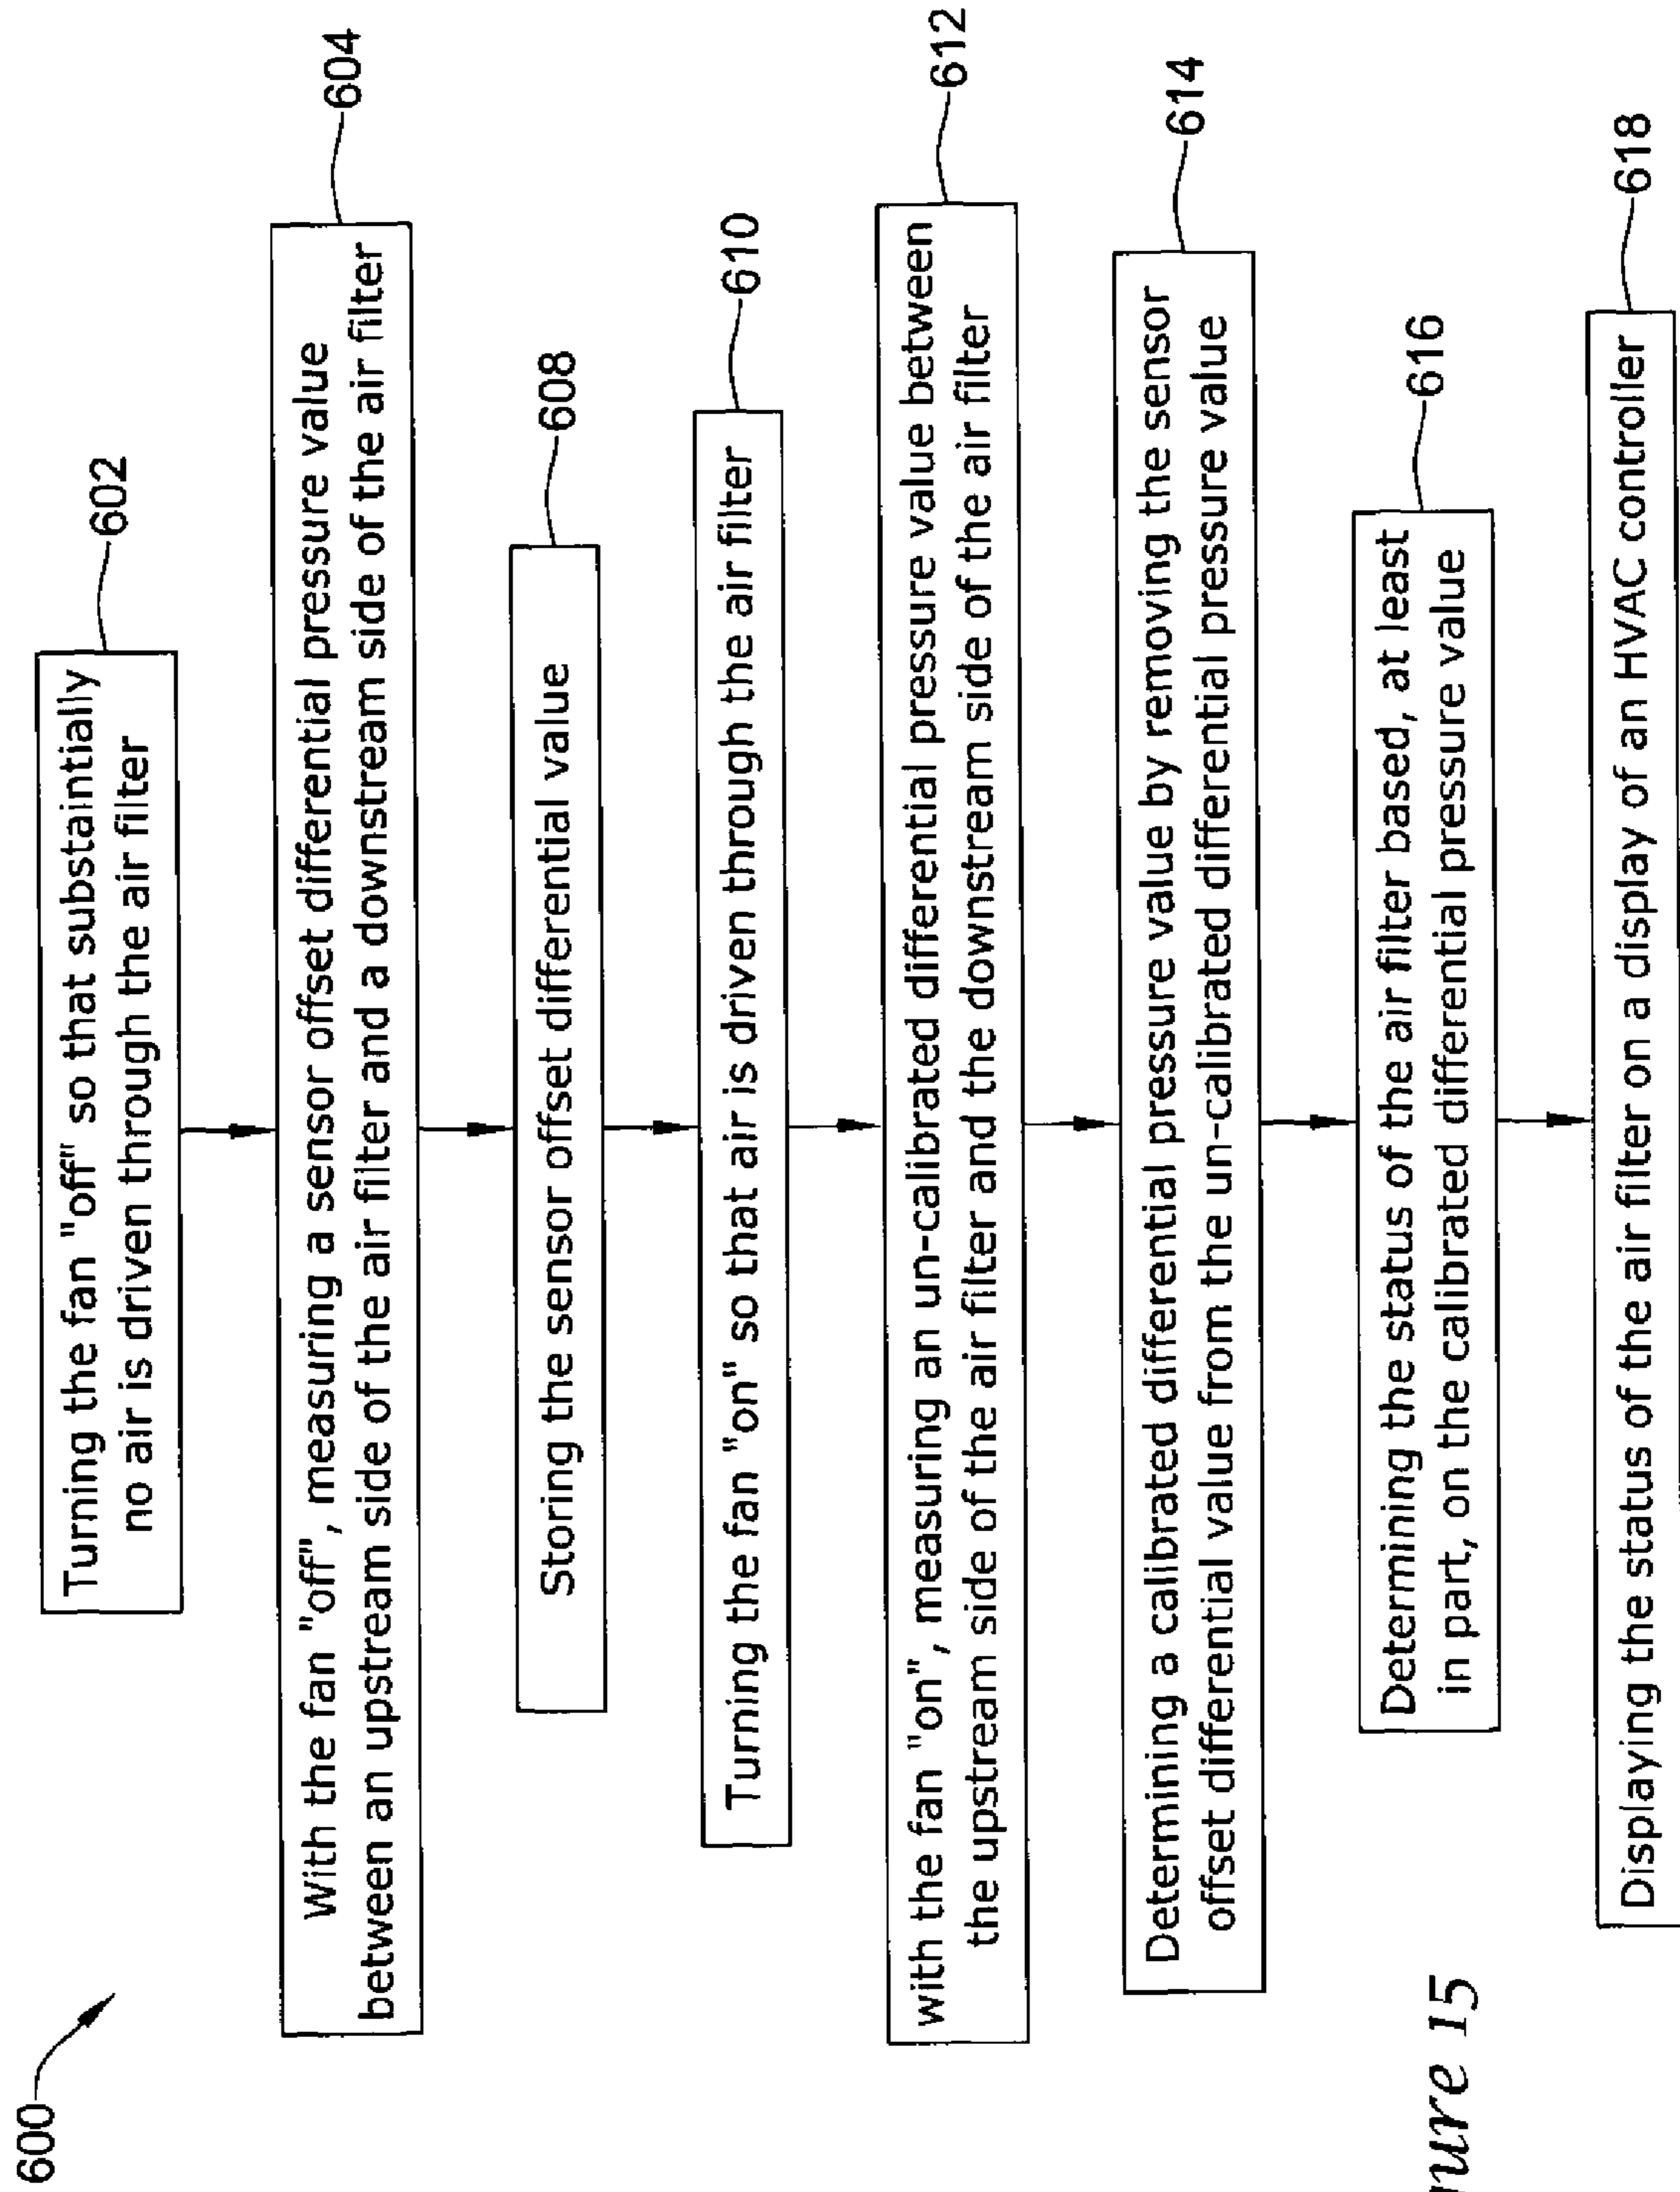 600
Turning the fan "off" so that substaintially
no air is driven through the air filter
602
With the fan "off", measuring a sensor offset differential pressure value
between an upstream side of the air filter and a downstream side of the air filter
604
Storing the sensor offset differential value
608
Turning the fan "on" so that air is driven through the air filter
610
with the fan "on", measuring an un-calibrated differential pressure value between
the upstream side of the air filter and the downstream side of the air filter
612
Determining a calibrated differential pressure value by removing the sensor
offset differential value from the un-calibrated differential pressure value
614
Determining the status of the air filter based, at least
in part, on the calibrated differential pressure value
616
Displaying the status of the air filter on a display of an HVAC controller
618
15